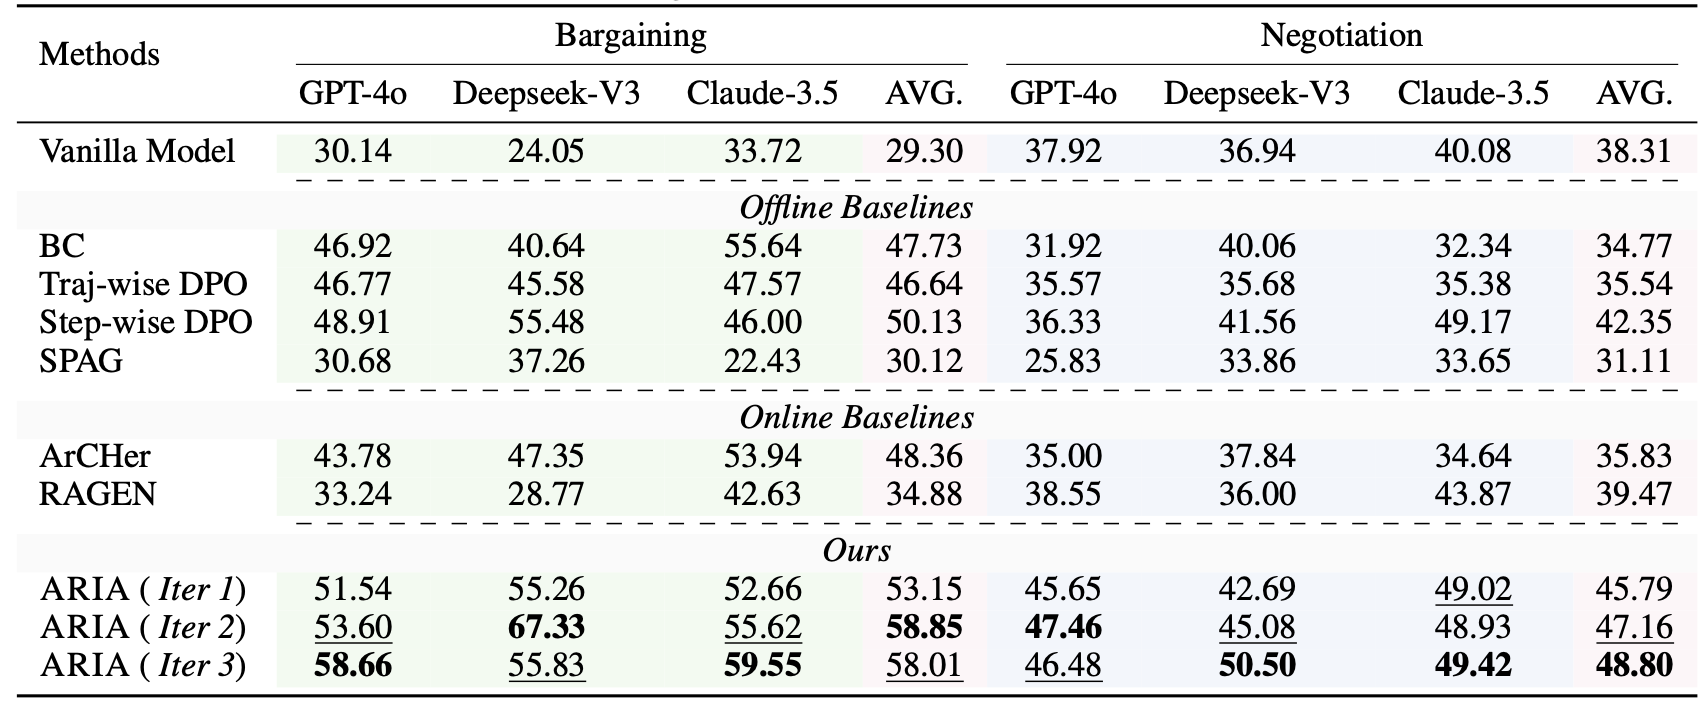 Methods Bargaining Negotiation
GPT-4o Deepseek-V3 Claude-3.5 AVG. GPT-4o Deepseek-V3 Claude-3.5 AVG.
Vanilla Model 30.14 24.05 33.72 29.30 37.92 36.94 40.08 38.31
Offline Baselines
BC 46.92 40.64 55.64 47.73 31.92 40.06 32.34 34.77
Traj-wise DPO 46.77 45.58 47.57 46.64 35.57 35.68 35.38 35.54
Step-wise DPO 48.91 55.48 46.00 50.13 36.33 41.56 49.17 42.35
SPAG 30.68 37.26 22.43 30.12 25.83 33.86 33.65 31.11
Online Baselines
ArCHer 43.78 47.35 53.94 48.36 35.00 37.84 34.64 35.83
RAGEN 33.24 28.77 42.63 34.88 38.55 36.00 43.87 39.47
Ours
ARIA ( Iter 1) 51.54 55.26 52.66 53.15 45.65 42.69 49.02 45.79
ARIA ( Iter 2) 53.60 67.33 55.62 58.85 47.46 45.08 48.93 47.16
ARIA ( Iter 3) 58.66 55.83 59.55 58.01 46.48 50.50 49.42 48.80